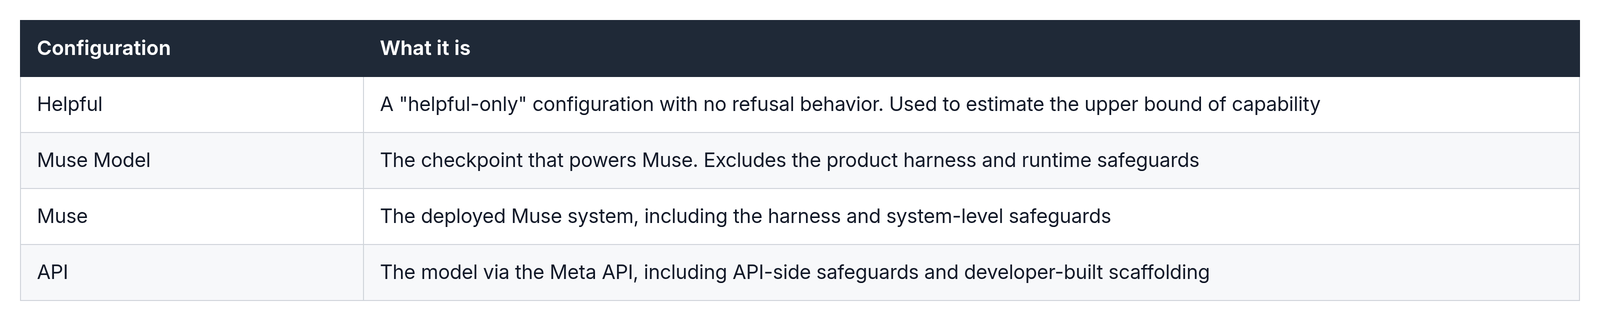 Configuration What it is
Helpful A "helpful-only" configuration with no refusal behavior. Used to estimate the upper bound of capability
Muse Model The checkpoint that powers Muse. Excludes the product harness and runtime safeguards
Muse The deployed Muse system, including the harness and system-level safeguards
API The model via the Meta API, including API-side safeguards and developer-built scaffolding